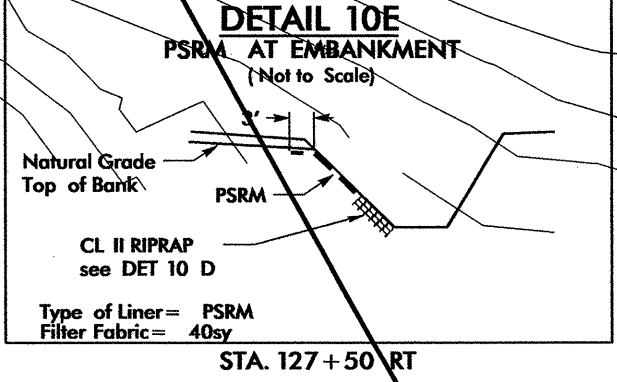 DETAIL 10E
PSRM AT EMBANKMENT
(Not to Scale)
3'
Natural Grade
Top of Bank
PSRM
CL II RIPRAP
see DET 10 D
Type of Liner= PSRM
Filter Fabric= 40sy
STA. 127+50 RT